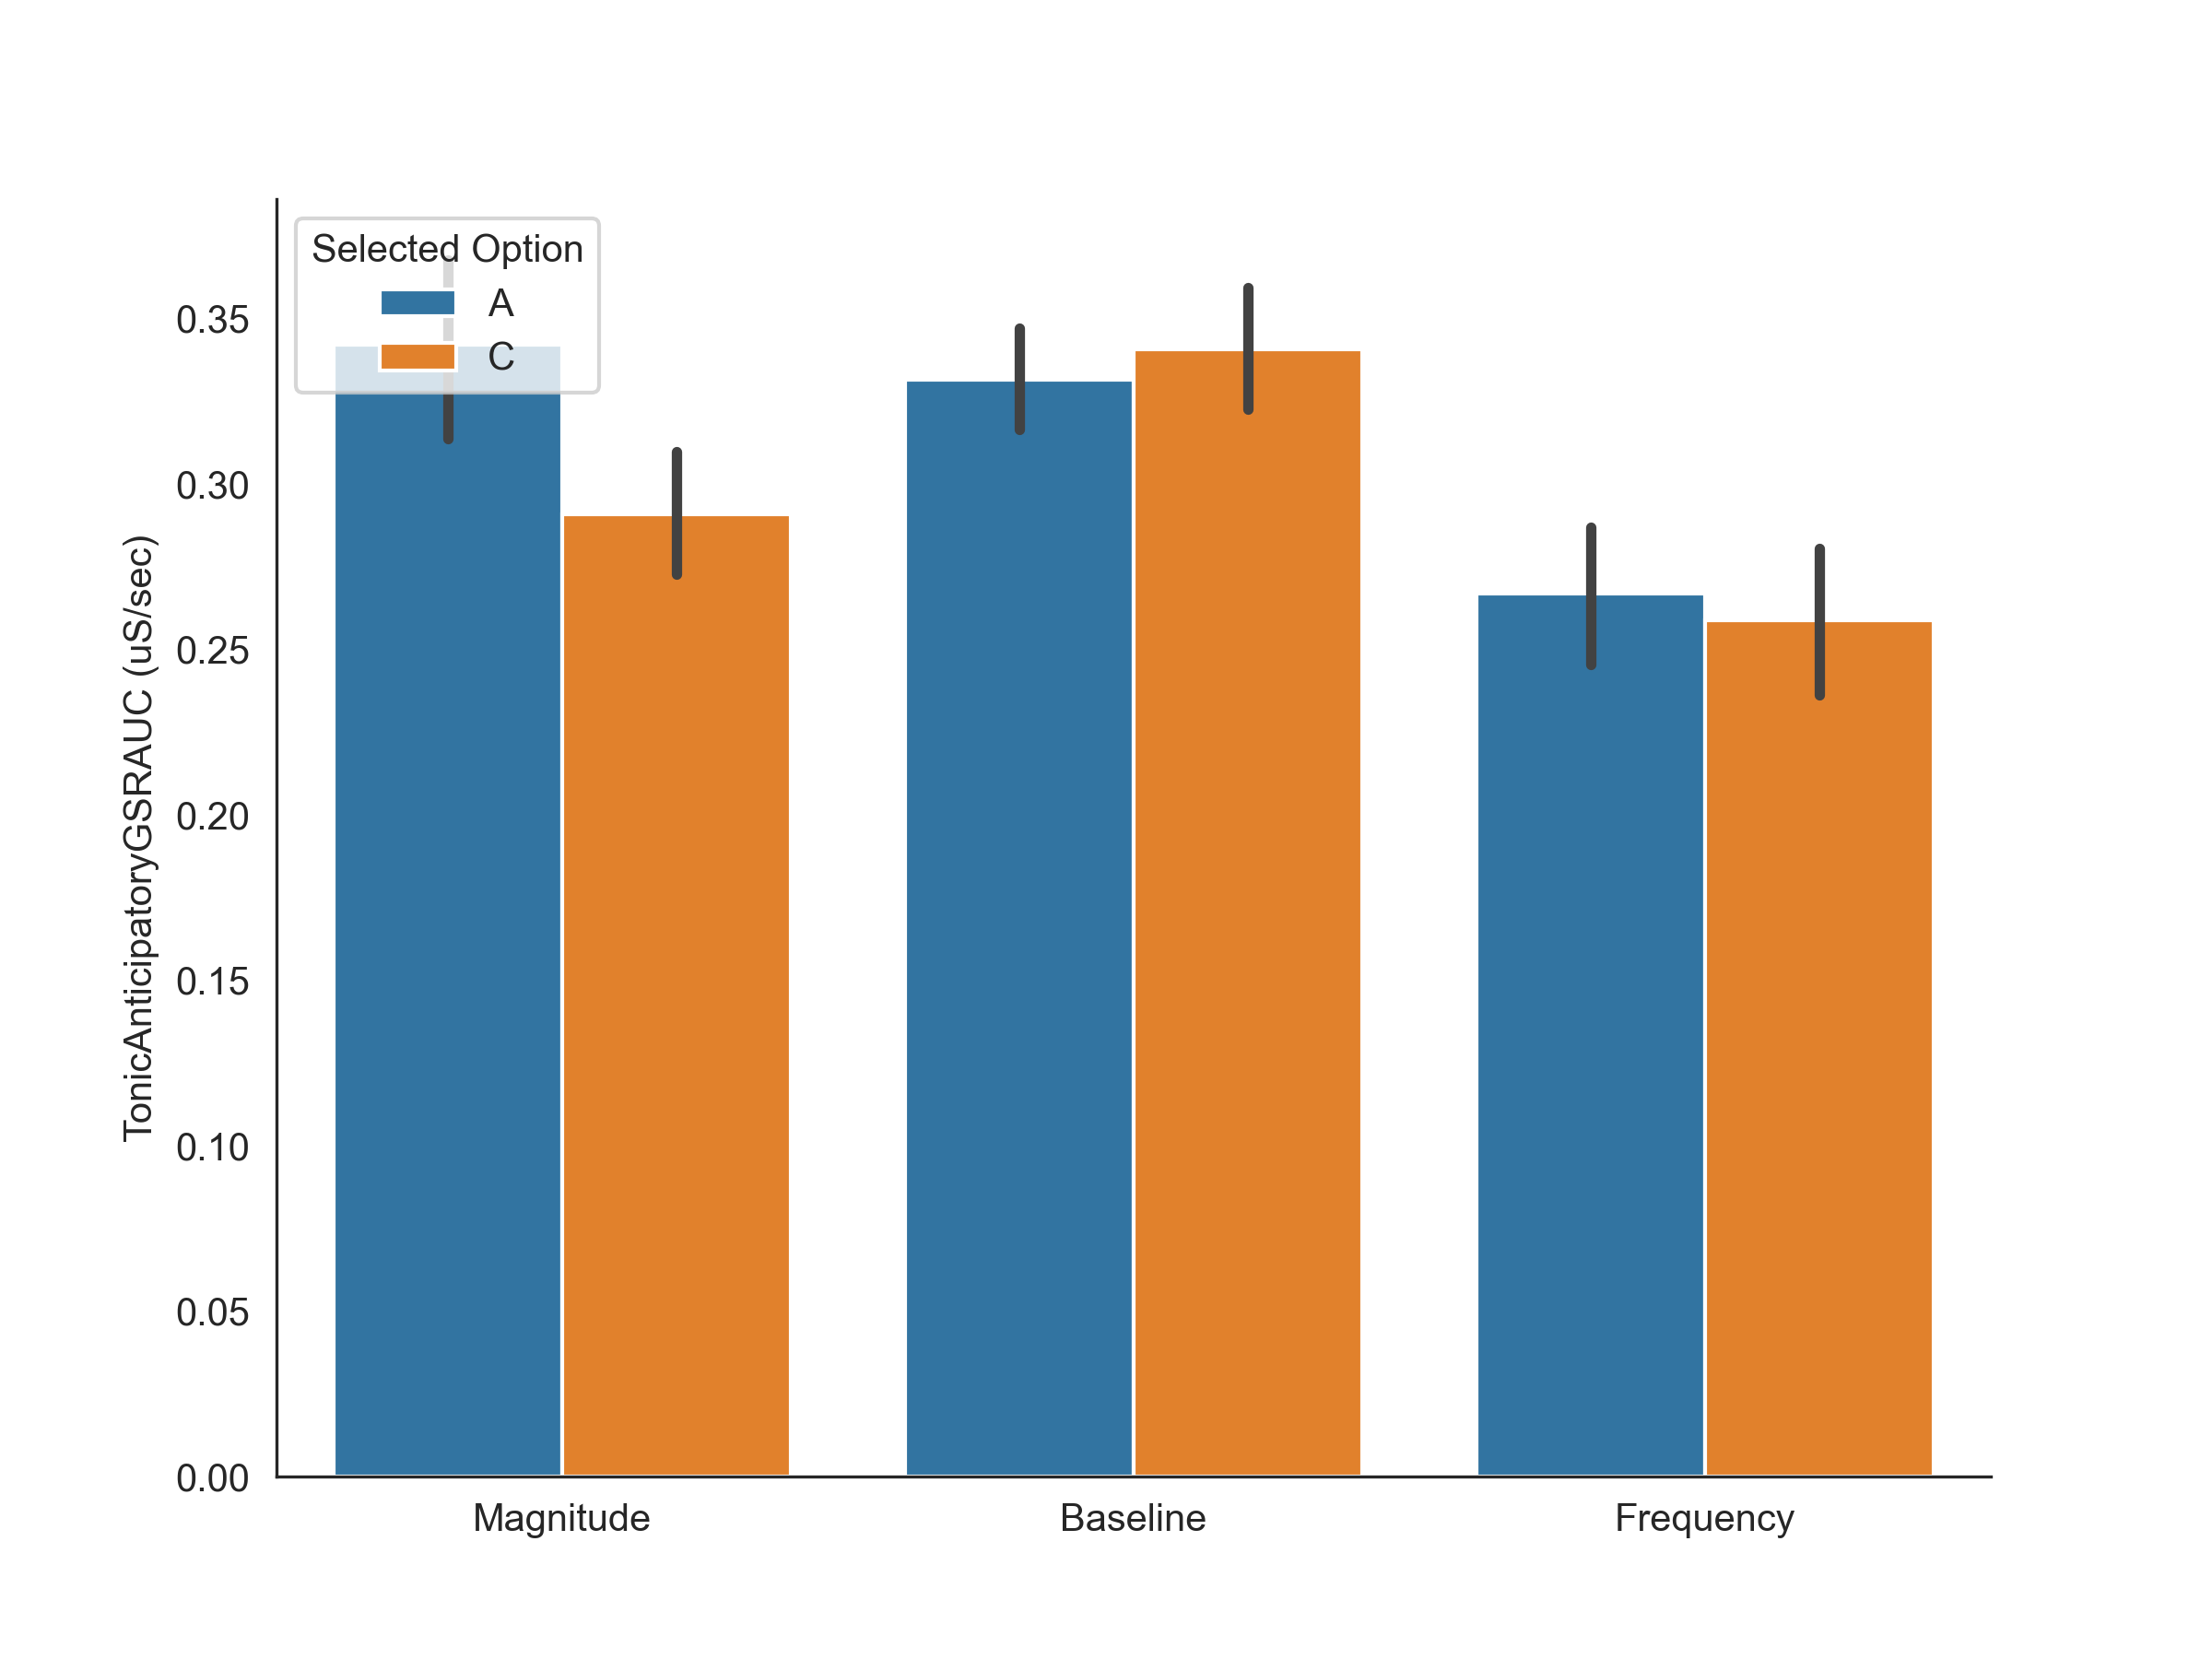 Selected Option
A
C
TonicAnticipatoryGSRAUC (uS/sec)
0.35
0.30
0.25
0.20
0.15
0.10
0.05
0.00
Magnitude
Baseline
Frequency